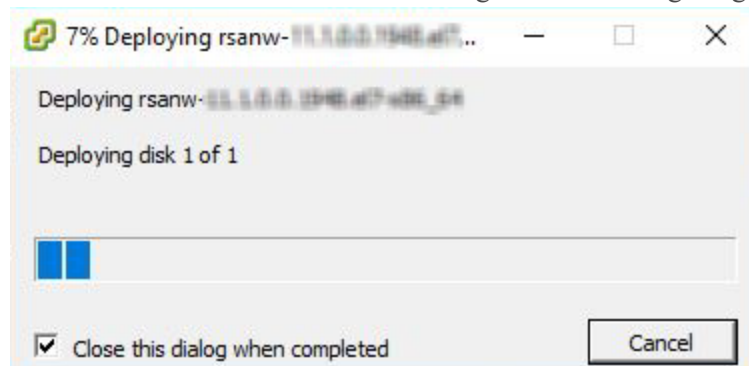 7% Deploying rsanw-
Deploying rsanw-
Deploying disk 1 of 1
Close this dialog when completed
Cancel